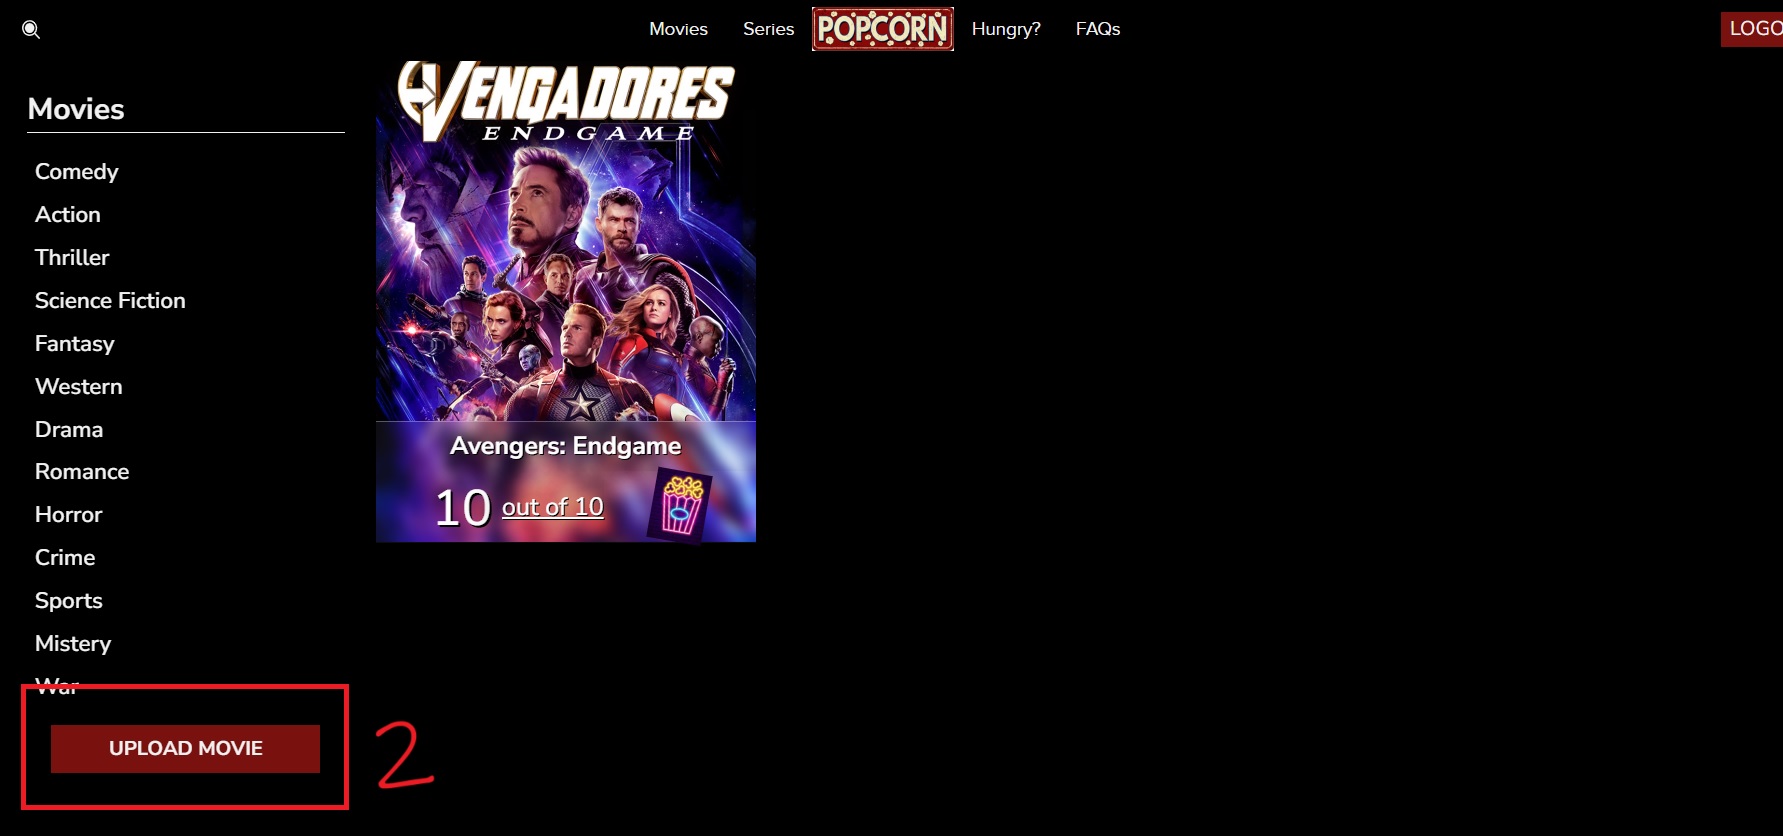 Movies Series POPCORN Hungry? FAQs LOGO
Movies
Comedy
Action
Thriller
Science Fiction
Fantasy
Western
Drama
Romance
Horror
Crime
Sports
Mistery
War
UPLOAD MOVIE
2
VENGADORES
ENDGAME
Avengers: Endgame
10 out of 10